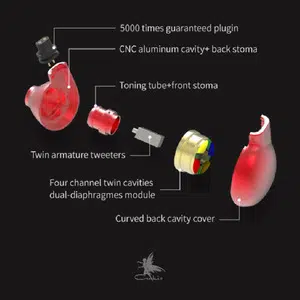 5000 times guaranteed plugin
CNC aluminum cavity+ back stoma
Toning tube+front stoma
Twin armature tweeters
Four channel twin cavities
dual-diaphragmes module
Curved back cavity cover